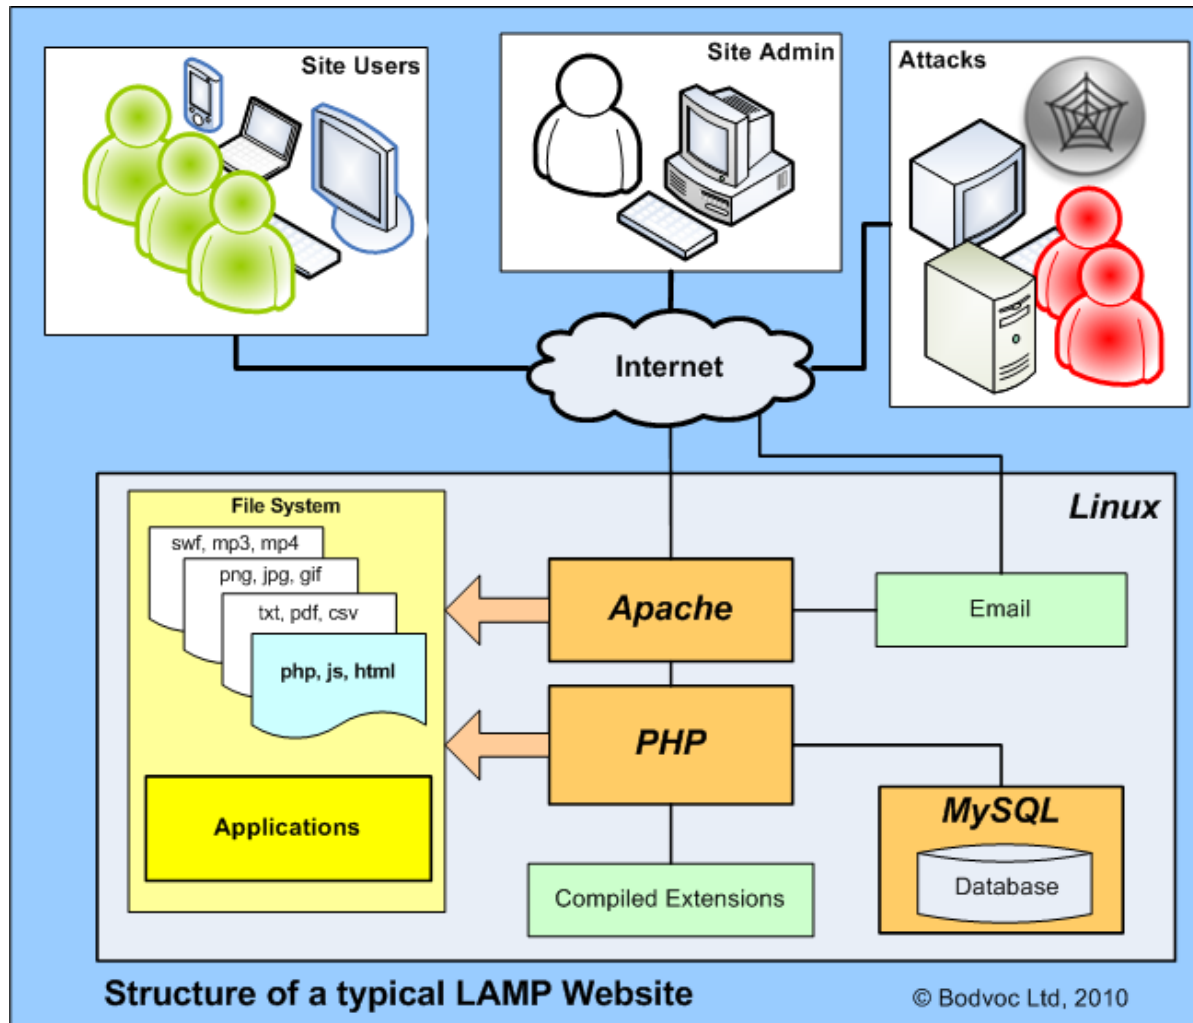 Site Users
Site Admin
Attacks
Internet
Linux
File System
swf, mp3, mp4
png, jpg, gif
txt, pdf, csv
php, js, html
Applications
Apache
Email
PHP
MySQL
Database
Compiled Extensions
Structure of a typical LAMP Website
© Bodvoc Ltd, 2010